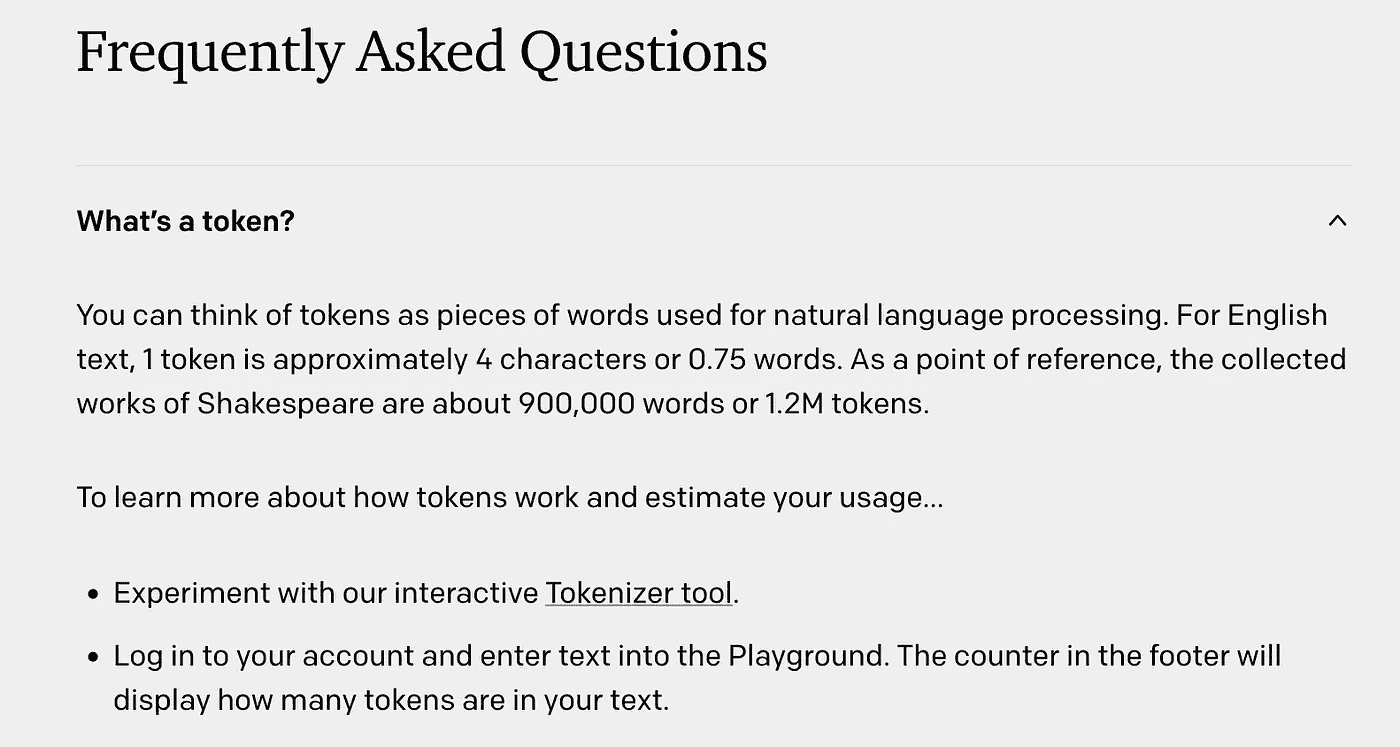 Frequently Asked Questions
What's a token?
You can think of tokens as pieces of words used for natural language processing. For English
text, 1 token is approximately 4 characters or 0.75 words. As a point of reference, the collected
works of Shakespeare are about 900,000 words or 1.2M tokens.
To learn more about how tokens work and estimate your usage...
• Experiment with our interactive Tokenizer tool.
• Log in to your account and enter text into the Playground. The counter in the footer will
display how many tokens are in your text.